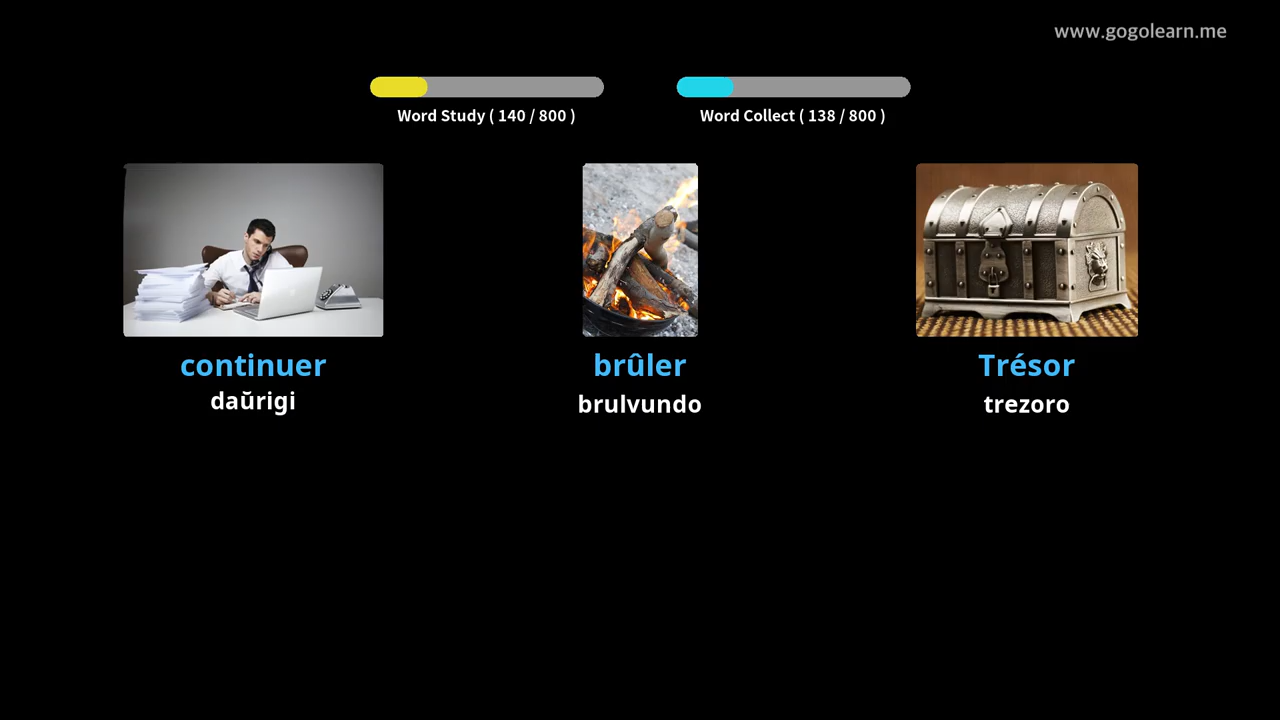 www.gogolearn.me
Word Study ( 140 / 800 )
Word Collect ( 138 / 800 )
continuer
daŭrigi
brûler
brulvundo
Trésor
trezoro